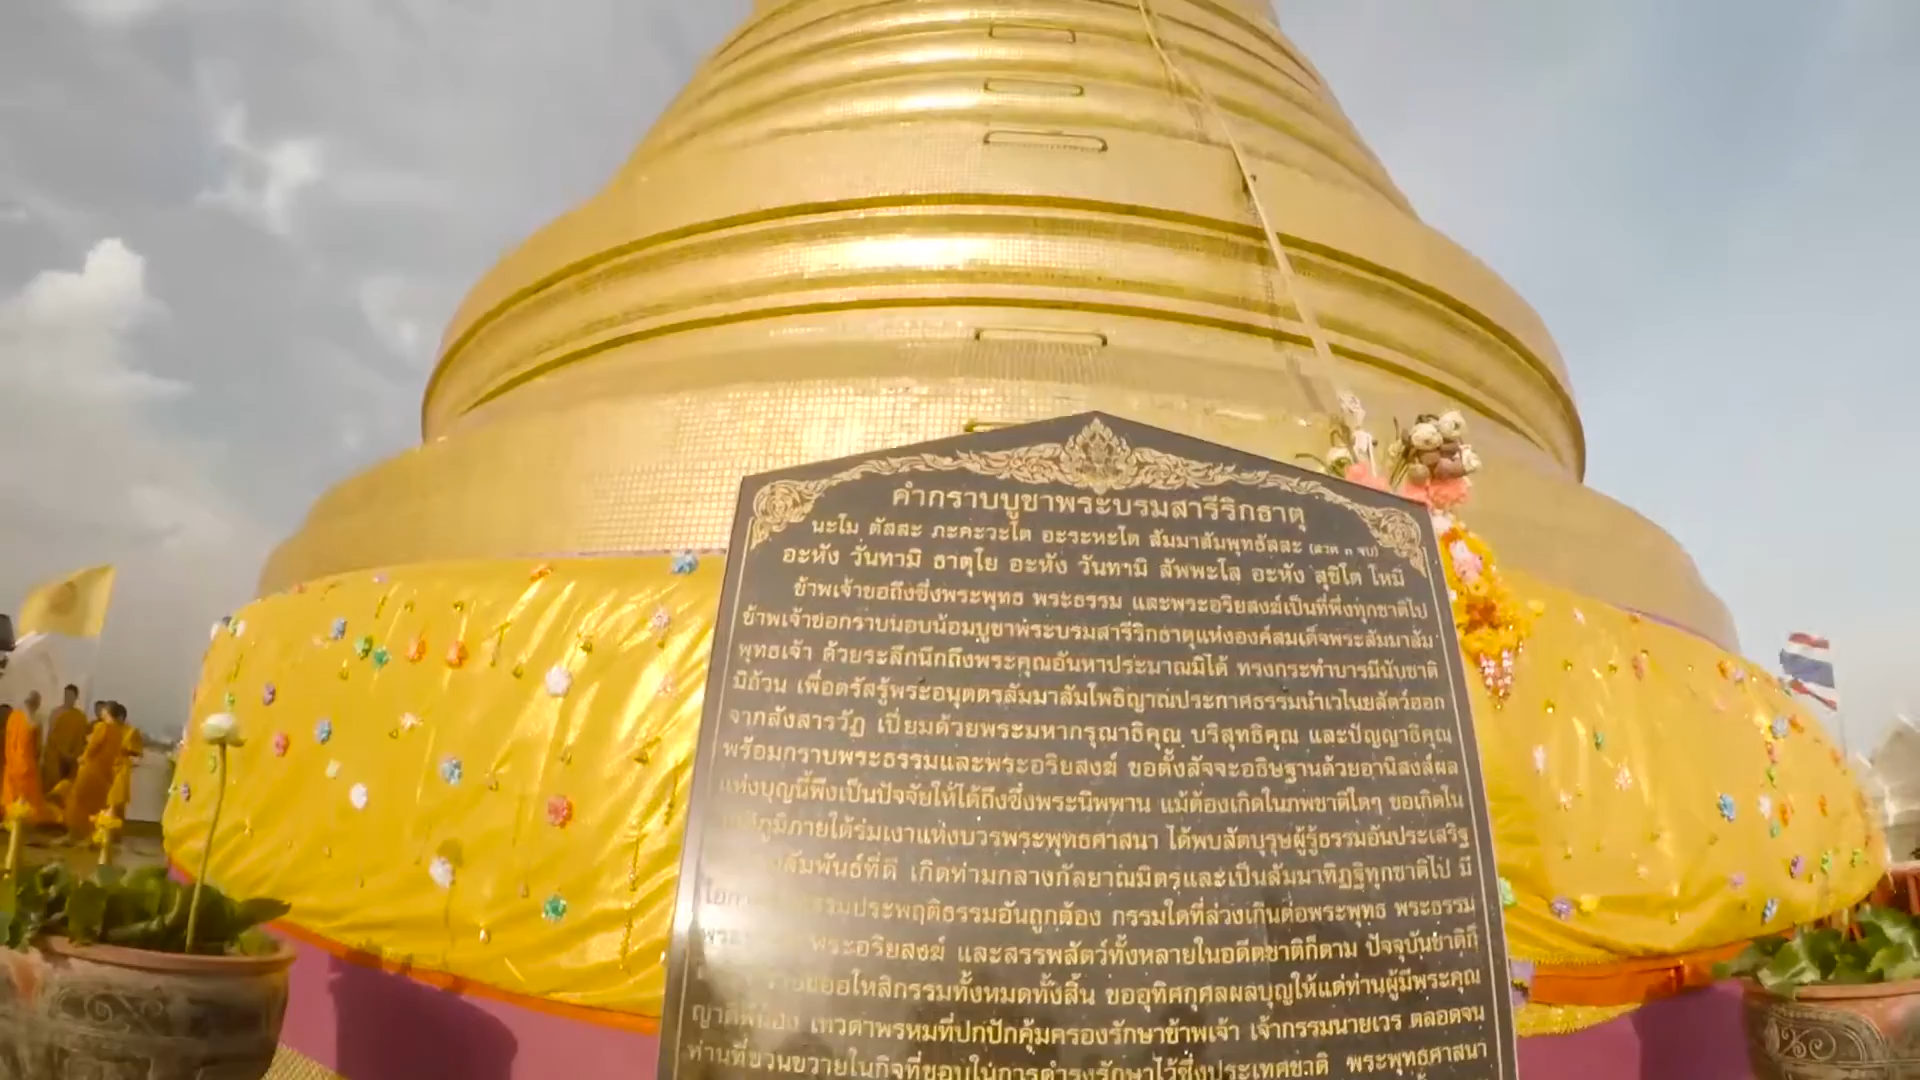 คำกราบบูชาพระบรมสารีริกธาตุ
นะโม ตัสสะ ภะคะวะโต อะระหะโต สัมมาสัมพุทธัสสะ (สวด ๓ จบ)
อะหัง วันทามิ ธาตุโย อะหัง วันทามิ สัพพะโส อะหัง สุขิโต โหมิ
ข้าพเจ้าขอถึงซึ่งพระพุทธ พระธรรม และพระอริยสงฆ์เป็นที่พึ่งทุกชาติไป
ข้าพเจ้าขอกราบนอบน้อมบูชาพระบรมสารีริกธาตุแห่งองค์สมเด็จพระสัมมาสัม
พุทธเจ้า ด้วยระลึกนึกถึงพระคุณอันหาประมาณมิได้ ทรงกระทำบารมีนับชาติ
มิถ้วน เพื่อตรัสรู้พระอนุตตรสัมมาสัมโพธิญาณประกาศธรรมนำเวไนยสัตว์ออก
จากสังสารวัฏ เปี่ยมด้วยพระมหากรุณาธิคุณ บริสุทธิคุณ และปัญญาธิคุณ
พร้อมกราบพระธรรมและพระอริยสงฆ์ ขอตั้งสัจจะอธิษฐานด้วยอานิสงส์ผล
แห่งบุญนี้พึงเป็นปัจจัยให้ได้ถึงซึ่งพระนิพพาน แม้ต้องเกิดในภพชาติใดๆ ขอเกิดใน
ภายใต้ร่มเงาแห่งบวรพระพุทธศาสนา ได้พบสัตบุรุษผู้รู้ธรรมอันประเสริฐ
สัมพันธ์ที่ดี เกิดท่ามกลางกัลยาณมิตรและเป็นสัมมาทิฏฐิทุกชาติไป มี
ประพฤติธรรมอันถูกต้อง กรรมใดที่ล่วงเกินต่อพระพุทธ พระธรรม
พระอริยสงฆ์ และสรรพสัตว์ทั้งหลายในอดีตชาติก็ตาม ปัจจุบันชาติก็
อโหสิกรรมทั้งหมดทั้งสิ้น ขออุทิศกุศลผลบุญให้แด่ท่านผู้มีพระคุณ
ญาติพี่น้อง เทวดาพรหมที่ปกปักคุ้มครองรักษาข้าพเจ้า เจ้ากรรมนายเวร ตลอดจน
ท่านที่ขวนขวายในกิจที่ชอบในการดำรงรักษาไว้ซึ่งประเทศชาติ พระพุทธศาสนา